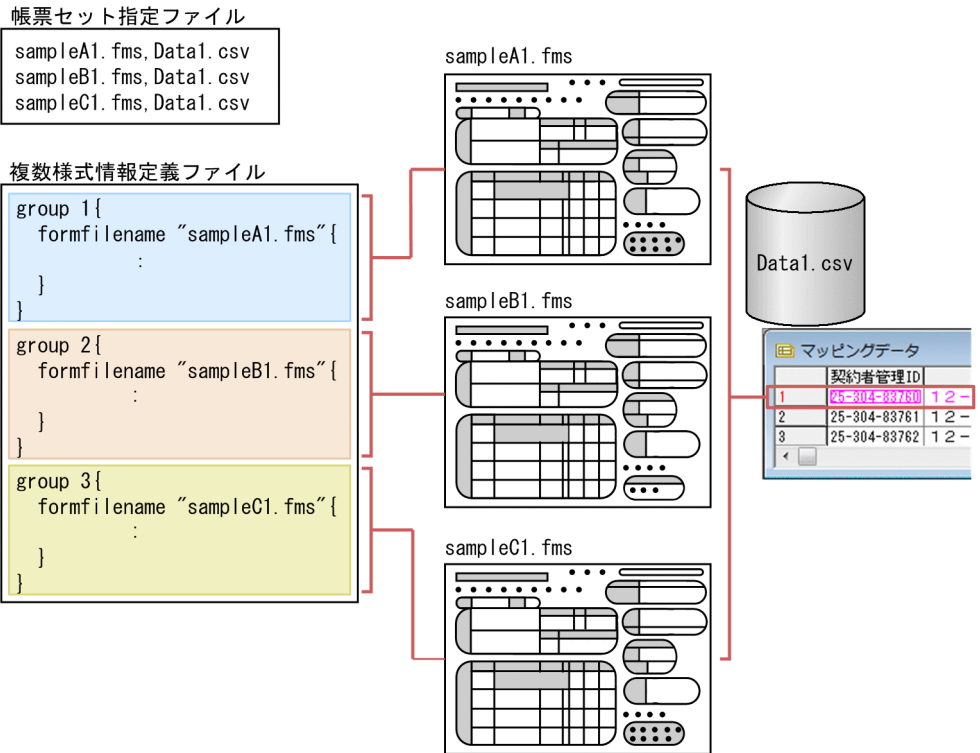 帳票セット指定ファイル
sampleA1.fms,Data1.csv
sampleB1.fms,Data1.csv
sampleC1.fms,Data1.csv
複数様式情報定義ファイル
group 1{
formfilename "sampleA1.fms"{
:
}
}
group 2{
formfilename "sampleB1.fms"{
:
}
}
group 3{
formfilename "sampleC1.fms"{
:
}
}
sampleA1.fms
sampleB1.fms
sampleC1.fms
Data1.csv
マッピングデータ
契約者管理ID
1 25-304-83760 12-
2 25-304-83761 12-
3 25-304-83762 12-